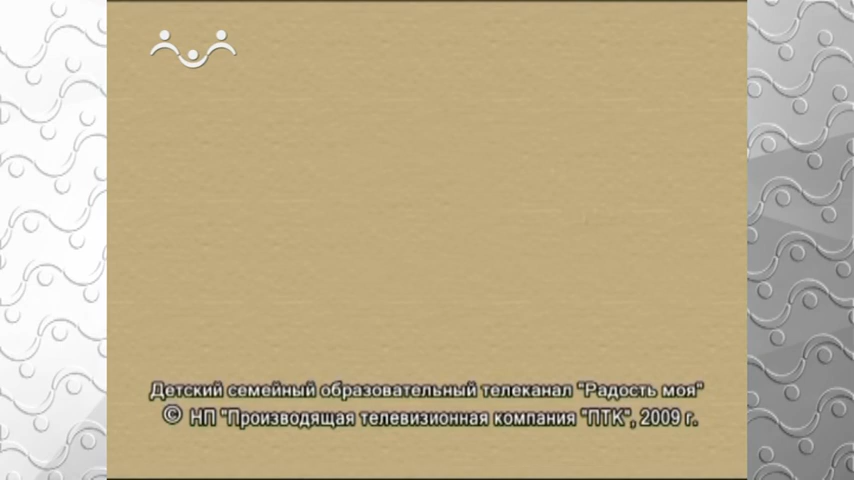 Детский семейный образовательный телеканал "Радость моя"
© НП "Производящая телевизионная компания "ПТК", 2009 г.